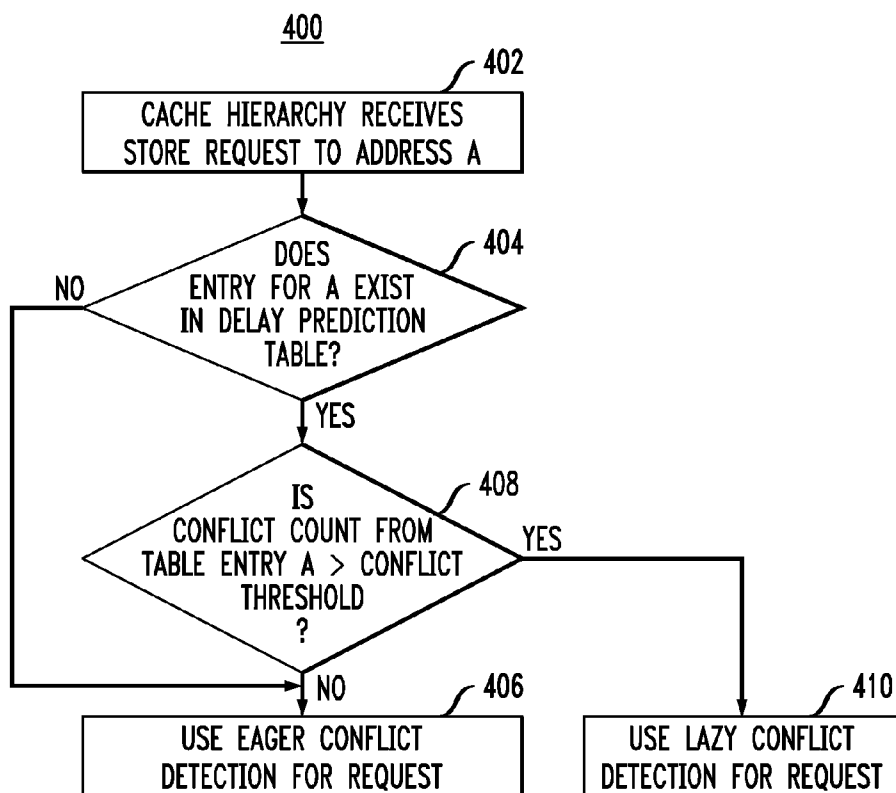 400
402
CACHE HIERARCHY RECEIVES
STORE REQUEST TO ADDRESS A
404
DOES
ENTRY FOR A EXIST
IN DELAY PREDICTION
TABLE?
NO
YES
408
IS
CONFLICT COUNT FROM
TABLE ENTRY A > CONFLICT
THRESHOLD
?
YES
NO
406
USE EAGER CONFLICT
DETECTION FOR REQUEST
410
USE LAZY CONFLICT
DETECTION FOR REQUEST